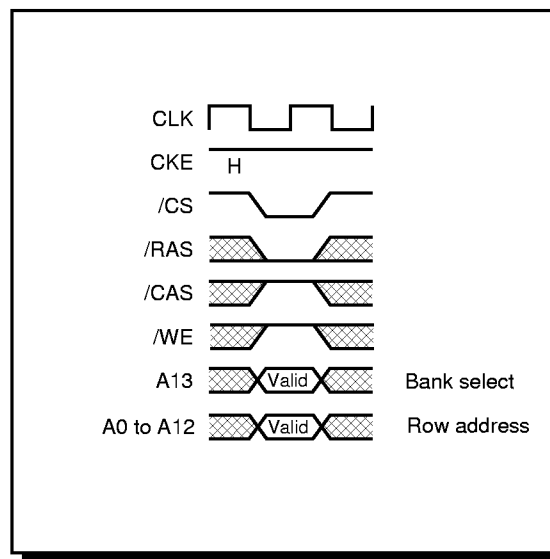 CLK
CKE H
/CS
/RAS
/CAS
/WE
A13 Valid Bank select
A0 to A12 Valid Row address